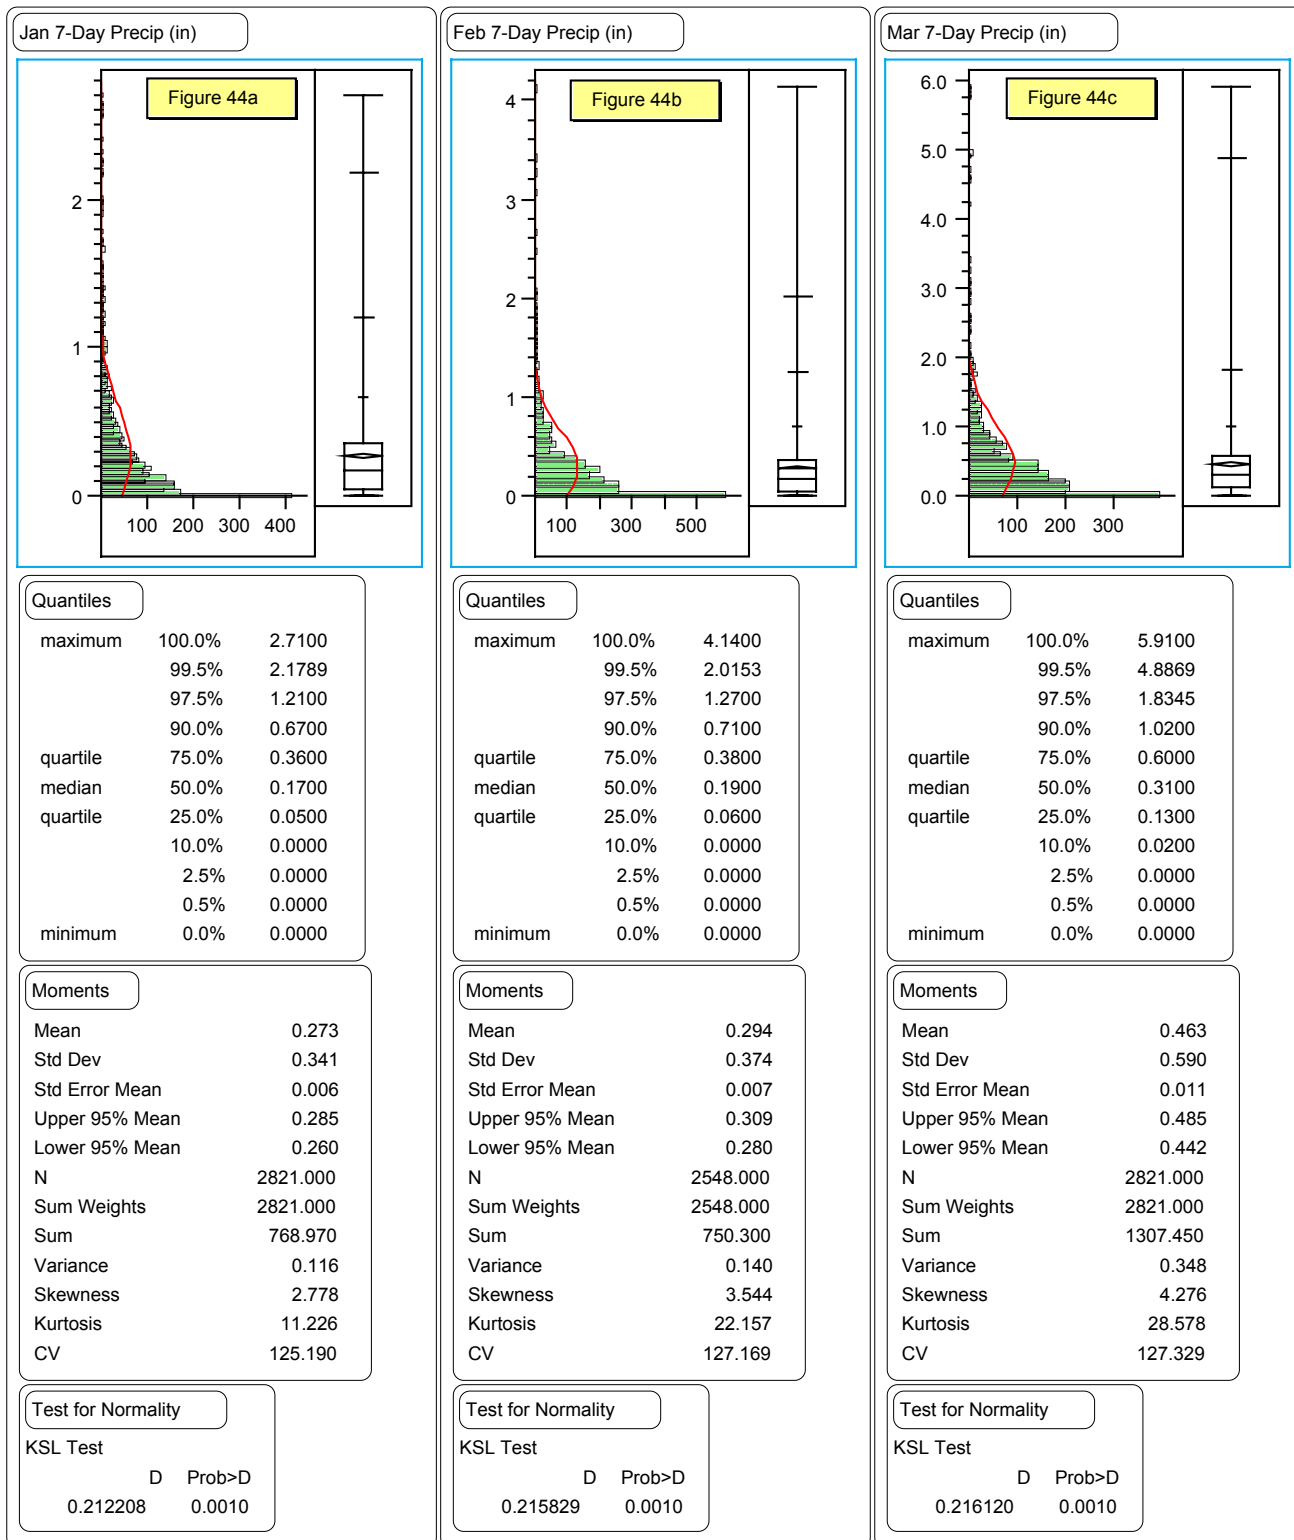 Jan 7-Day Precip (in)
Figure 44a
2
1
0
100 200 300 400
Quantiles
maximum 100.0% 2.7100
99.5% 2.1789
97.5% 1.2100
90.0% 0.6700
quartile 75.0% 0.3600
median 50.0% 0.1700
quartile 25.0% 0.0500
10.0% 0.0000
2.5% 0.0000
0.5% 0.0000
minimum 0.0% 0.0000
Moments
Mean 0.273
Std Dev 0.341
Std Error Mean 0.006
Upper 95% Mean 0.285
Lower 95% Mean 0.260
N 2821.000
Sum Weights 2821.000
Sum 768.970
Variance 0.116
Skewness 2.778
Kurtosis 11.226
CV 125.190
Test for Normality
KSL Test
D Prob>D
0.212208 0.0010
Feb 7-Day Precip (in)
Figure 44b
4
3
2
1
0
100 300 500
Quantiles
maximum 100.0% 4.1400
99.5% 2.0153
97.5% 1.2700
90.0% 0.7100
quartile 75.0% 0.3800
median 50.0% 0.1900
quartile 25.0% 0.0600
10.0% 0.0000
2.5% 0.0000
0.5% 0.0000
minimum 0.0% 0.0000
Moments
Mean 0.294
Std Dev 0.374
Std Error Mean 0.007
Upper 95% Mean 0.309
Lower 95% Mean 0.280
N 2548.000
Sum Weights 2548.000
Sum 750.300
Variance 0.140
Skewness 3.544
Kurtosis 22.157
CV 127.169
Test for Normality
KSL Test
D Prob>D
0.215829 0.0010
Mar 7-Day Precip (in)
Figure 44c
6.0
5.0
4.0
3.0
2.0
1.0
0.0
100 200 300
Quantiles
maximum 100.0% 5.9100
99.5% 4.8869
97.5% 1.8345
90.0% 1.0200
quartile 75.0% 0.6000
median 50.0% 0.3100
quartile 25.0% 0.1300
10.0% 0.0200
2.5% 0.0000
0.5% 0.0000
minimum 0.0% 0.0000
Moments
Mean 0.463
Std Dev 0.590
Std Error Mean 0.011
Upper 95% Mean 0.485
Lower 95% Mean 0.442
N 2821.000
Sum Weights 2821.000
Sum 1307.450
Variance 0.348
Skewness 4.276
Kurtosis 28.578
CV 127.329
Test for Normality
KSL Test
D Prob>D
0.216120 0.0010